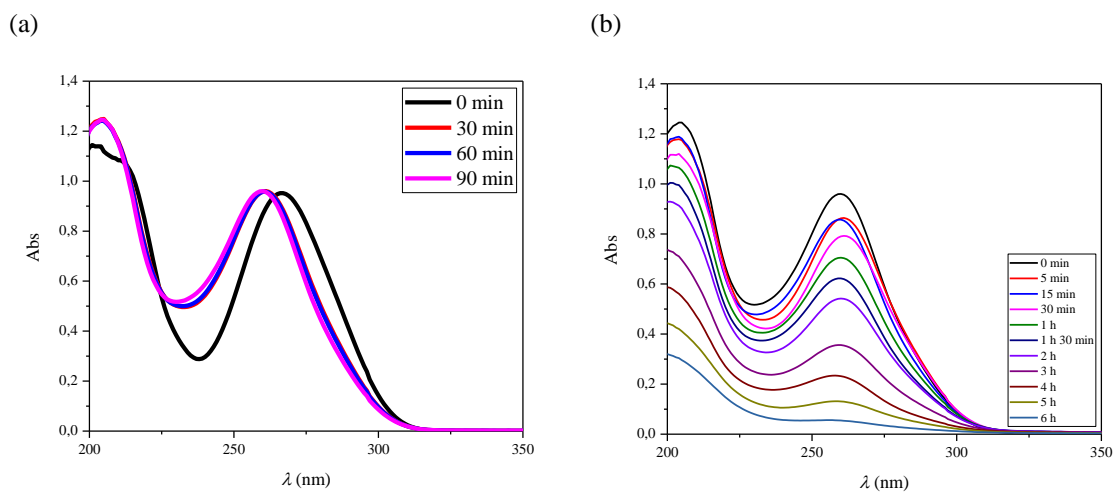 (a)
1,4
1,2
1,0
0,8
0,6
0,4
0,2
0,0
Abs
200
250
300
350
λ (nm)
0 min
30 min
60 min
90 min
(b)
1,4
1,2
1,0
0,8
0,6
0,4
0,2
0,0
Abs
200
250
300
350
λ (nm)
0 min
5 min
15 min
30 min
1 h
1 h 30 min
2 h
3 h
4 h
5 h
6 h